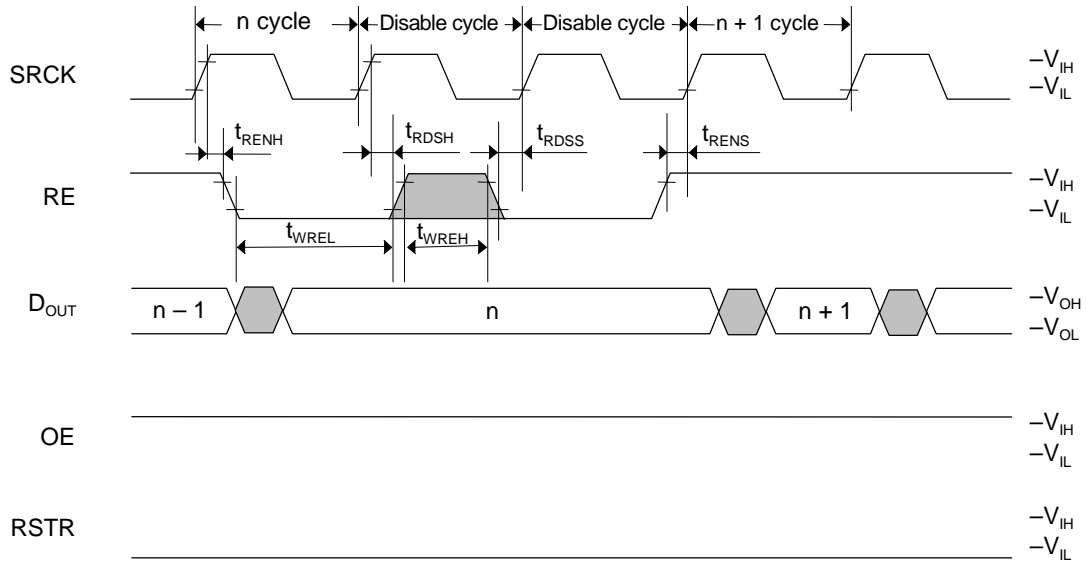 n cycle Disable cycle Disable cycle n + 1 cycle
SRCK –VIH
–VIL
tRENH tRDSH tRDSS tRENS
RE –VIH
–VIL
tWREL tWREH
DOUT n – 1 n n + 1 –VOH
–VOL
OE –VIH
–VIL
RSTR –VIH
–VIL